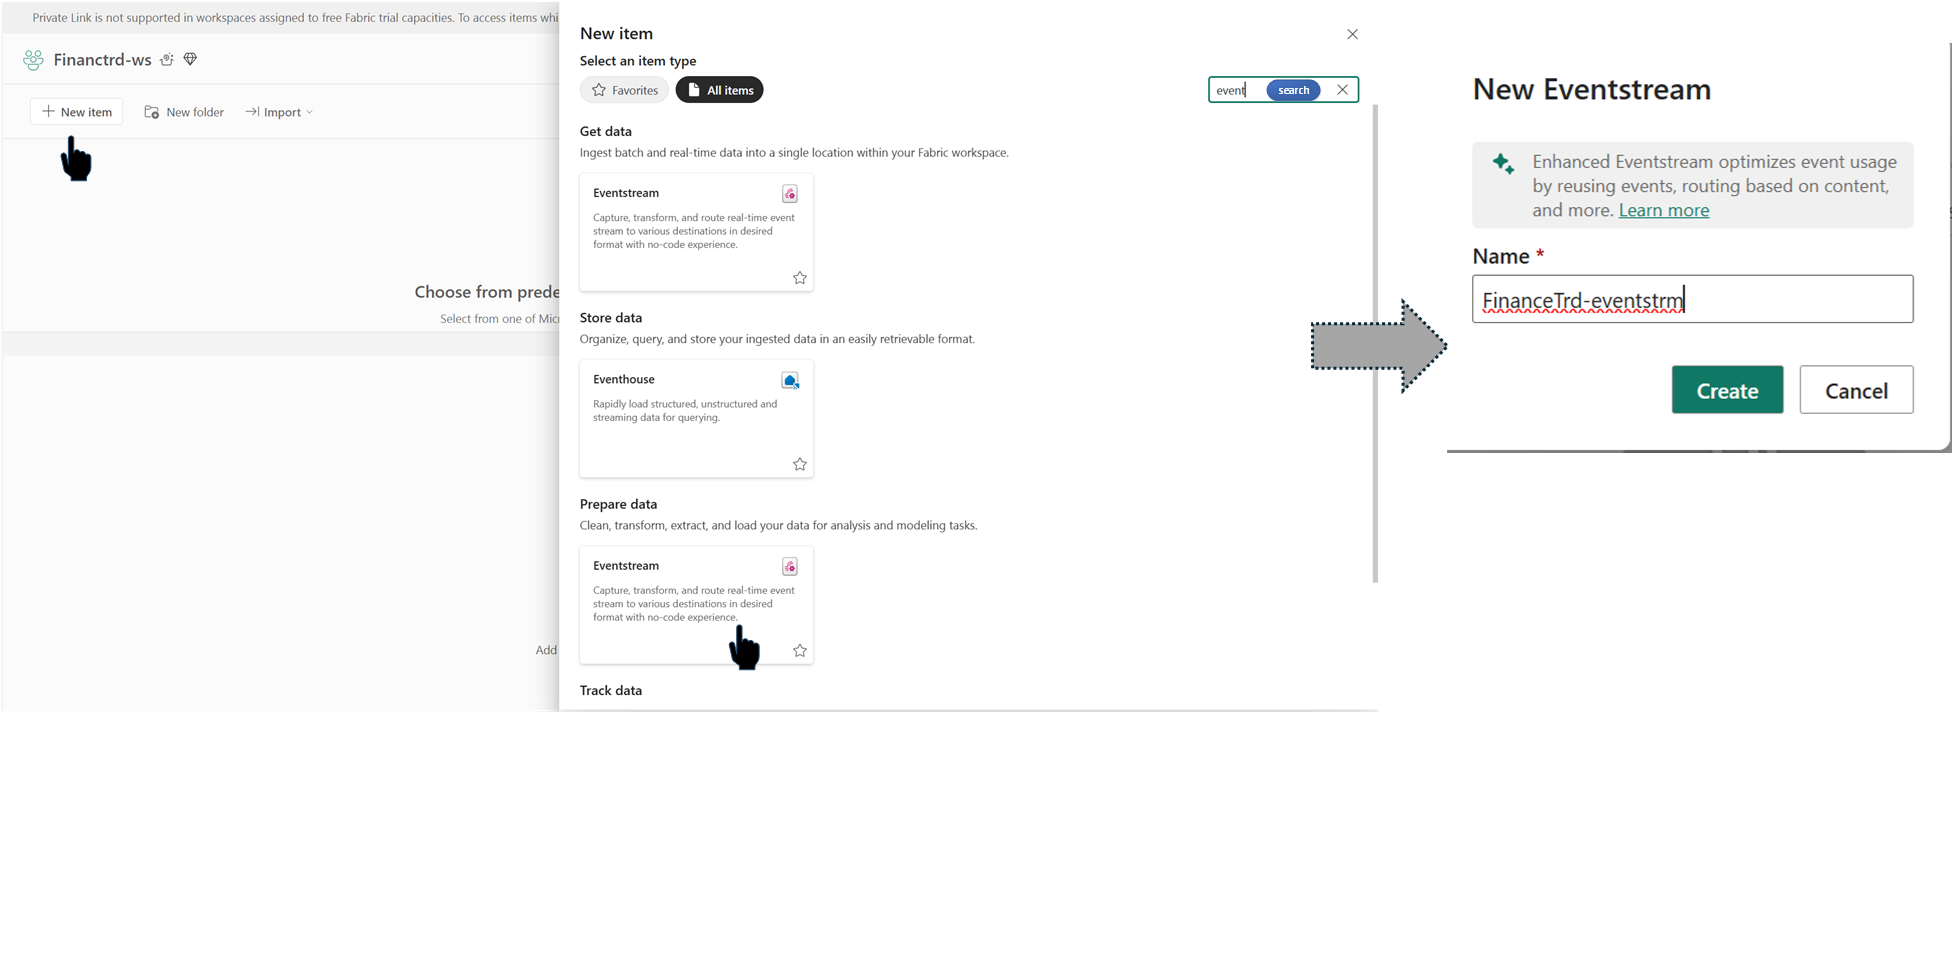 Private Link is not supported in workspaces assigned to free Fabric trial capacities. To access items whi
Financtrd-ws
New item
New folder
Import
Choose from prede
Select from one of Micr
Add
New item
Select an item type
Favorites
All items
event
search
Get data
Ingest batch and real-time data into a single location within your Fabric workspace.
Eventstream
Capture, transform, and route real-time event
stream to various destinations in desired
format with no-code experience.
Store data
Organize, query, and store your ingested data in an easily retrievable format.
Eventhouse
Rapidly load structured, unstructured and
streaming data for querying.
Prepare data
Clean, transform, extract, and load your data for analysis and modeling tasks.
Eventstream
Capture, transform, and route real-time event
stream to various destinations in desired
format with no-code experience.
Track data
New Eventstream
Enhanced Eventstream optimizes event usage
by reusing events, routing based on content,
and more. Learn more
Name *
FinanceTrd-eventstrm
Create
Cancel